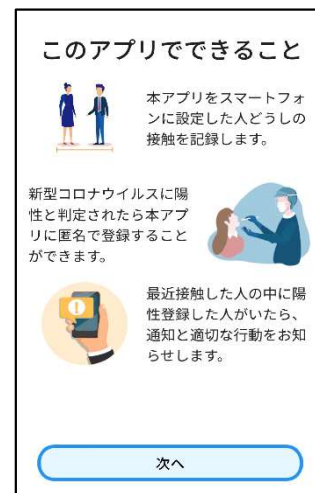 このアプリでできること
本アプリをスマートフォ
ンに設定した人どうしの
接触を記録します。
新型コロナウイルスに陽
性と判定されたら本アプ
リに匿名で登録すること
ができます。
最近接触した人の中に陽
性登録した人がいたら、
通知と適切な行動をお知
らせします。
次へ